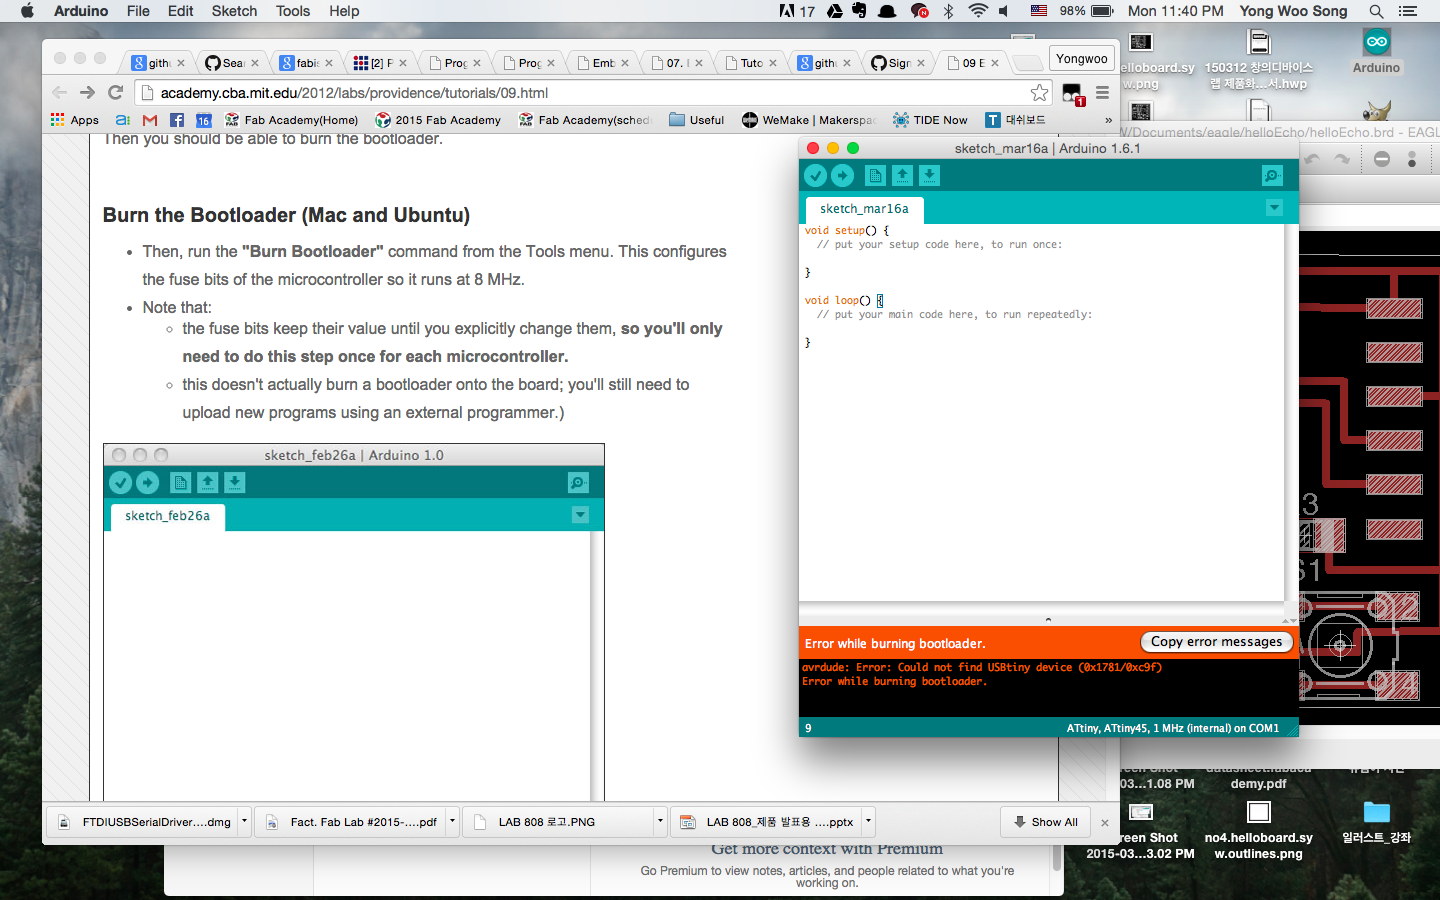 Arduino File Edit Sketch Tools Help 17 98% Mon 11:40 PM Yong Woo Song
githu Sear fabis [2] P Prog Prog Emb 07. Tuto githu Sign 09 E Yongwoo
academy.cba.mit.edu/2012/labs/providence/tutorials/09.html
Apps Fab Academy(Home) 2015 Fab Academy Fab Academy(sched Useful WeMake | Makerspac TIDE Now 대쉬보드 »
Then you should be able to burn the bootloader.
Burn the Bootloader (Mac and Ubuntu)
Then, run the "Burn Bootloader" command from the Tools menu. This configures
the fuse bits of the microcontroller so it runs at 8 MHz.
Note that:
the fuse bits keep their value until you explicitly change them, so you'll only
need to do this step once for each microcontroller.
this doesn't actually burn a bootloader onto the board; you'll still need to
upload new programs using an external programmer.)
sketch_feb26a | Arduino 1.0
sketch_feb26a
sketch_mar16a | Arduino 1.6.1
sketch_mar16a
void setup() {
// put your setup code here, to run once:
}
void loop() {
// put your main code here, to run repeatedly:
}
Error while burning bootloader.
Copy error messages
avrdude: Error: Could not find USBtiny device (0x1781/0xc9f)
Error while burning bootloader.
9
ATtiny, ATtiny45, 1 MHz (internal) on COM1
elloboard.sy
w.png
150312 창의디바이스
랩 제품화...서.hwp
Arduino
W/Documents/eagle/helloEcho/helloEcho.brd - EAGL
3
S1
FTDIUSBSerialDriver....dmg
Fact. Fab Lab #2015-....pdf
LAB 808 로고.PNG
LAB 808_제품 발표용 ....pptx
Show All
Get more context with Premium
Go Premium to view notes, articles, and people related to what you're
working on.
reen Shot
-03...1.08 PM
demy.pdf
reen Shot
2015-03...3.02 PM
no4.helloboard.sy
w.outlines.png
일러스트_강좌